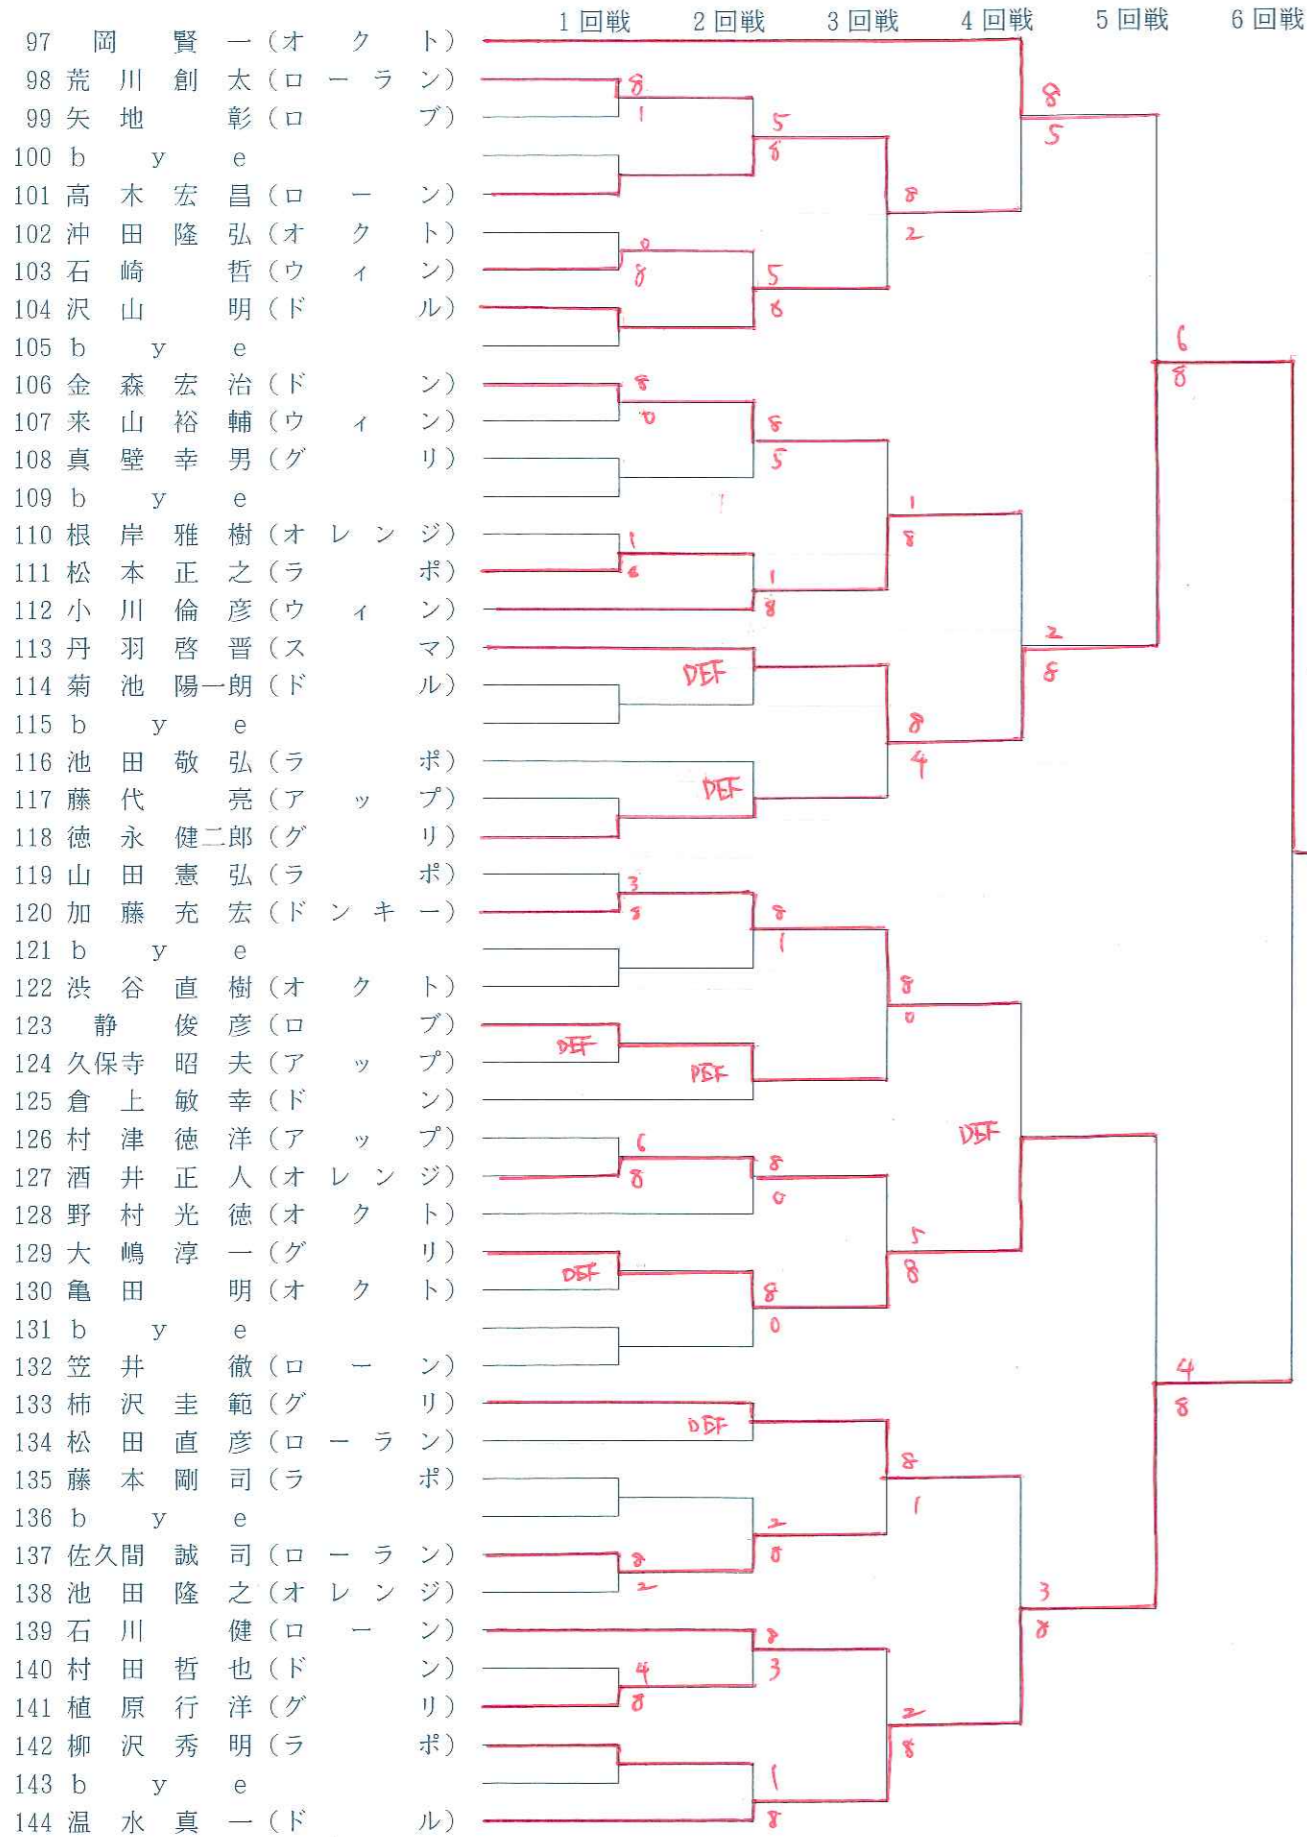 1回戦 2回戦 3回戦 4回戦 5回戦 6回戦
97 岡 賢一(オクト)
98 荒川創太(ローラン)
8
99 矢地 彰(ロブ)
1
8
5
5
8
100 bye
101 高木宏昌(ローン)
8
2
102 沖田隆弘(オクト)
0
103 石崎 哲(ウィン)
8
5
104 沢山 明(ドル)
8
105 bye
6
8
106 金森宏治(ドン)
8
107 来山裕輔(ウィン)
0
8
108 真壁幸男(グリ)
5
109 bye
1
110 根岸雅樹(オレンジ)
1
8
111 松本正之(ラポ)
1
112 小川倫彦(ウィン)
8
113 丹羽啓晋(スマ)
2
DEF
8
114 菊池陽一朗(ドル)
115 bye
8
116 池田敬弘(ラポ)
4
DEF
117 藤代 亮(アップ)
118 徳永健二郎(グリ)
119 山田憲弘(ラポ)
3
120 加藤充宏(ドンキー)
8
8
121 bye
1
122 渋谷直樹(オクト)
8
123 静 俊彦(ロブ)
0
DEF
124 久保寺昭夫(アップ)
DEF
125 倉上敏幸(ドン)
126 村津徳洋(アップ)
6
DEF
127 酒井正人(オレンジ)
8
8
128 野村光徳(オクト)
0
129 大嶋淳一(グリ)
5
DEF
8
130 亀田 明(オクト)
8
131 bye
0
132 笠井 徹(ローン)
4
133 柿沢圭範(グリ)
8
DEF
134 松田直彦(ローラン)
135 藤本剛司(ラポ)
8
136 bye
1
2
137 佐久間誠司(ローラン)
8
8
138 池田隆之(オレンジ)
2
3
139 石川 健(ローン)
8
8
140 村田哲也(ドン)
4
3
141 植原行洋(グリ)
8
2
142 柳沢秀明(ラポ)
8
143 bye
1
144 温水真一(ドル)
8